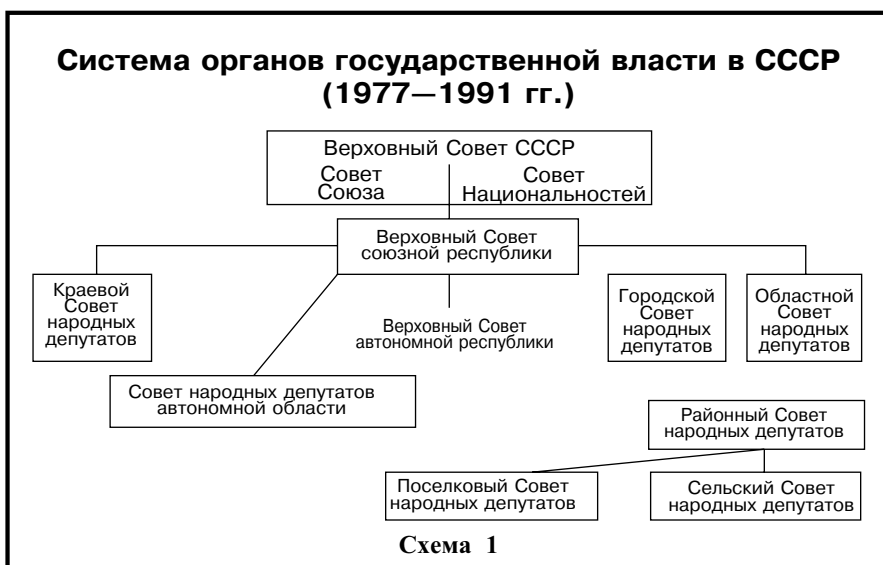 Система органов государственной власти в СССР
(1977—1991 гг.)
Верховный Совет СССР
Совет
Союза
Совет
Национальностей
Верховный Совет
союзной республики
Краевой
Совет
народных
депутатов
Верховный Совет
автономной республики
Городской
Совет
народных
депутатов
Областной
Совет
народных
депутатов
Совет народных депутатов
автономной области
Районный Совет
народных депутатов
Поселковый Совет
народных депутатов
Сельский Совет
народных депутатов
Схема 1